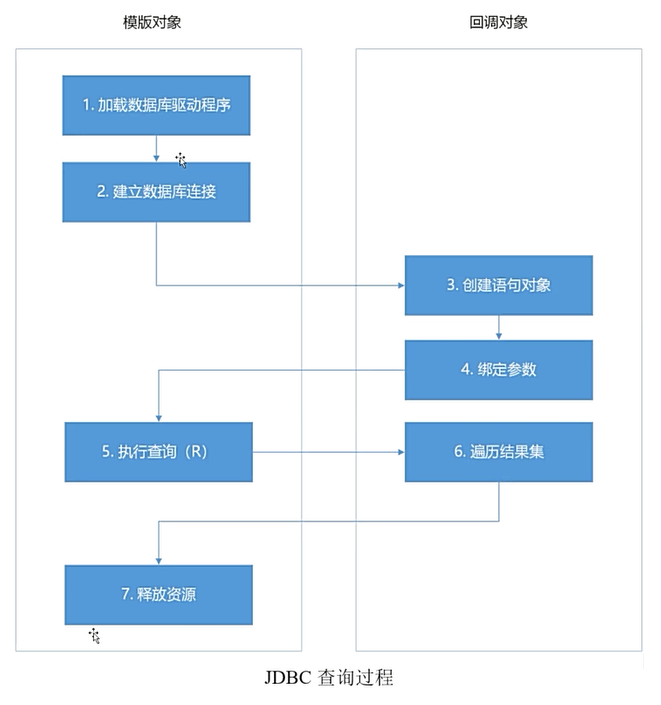 模版对象
回调对象
1. 加载数据库驱动程序
2. 建立数据库连接
3. 创建语句对象
4. 绑定参数
5. 执行查询（R）
6. 遍历结果集
7. 释放资源
JDBC 查询过程